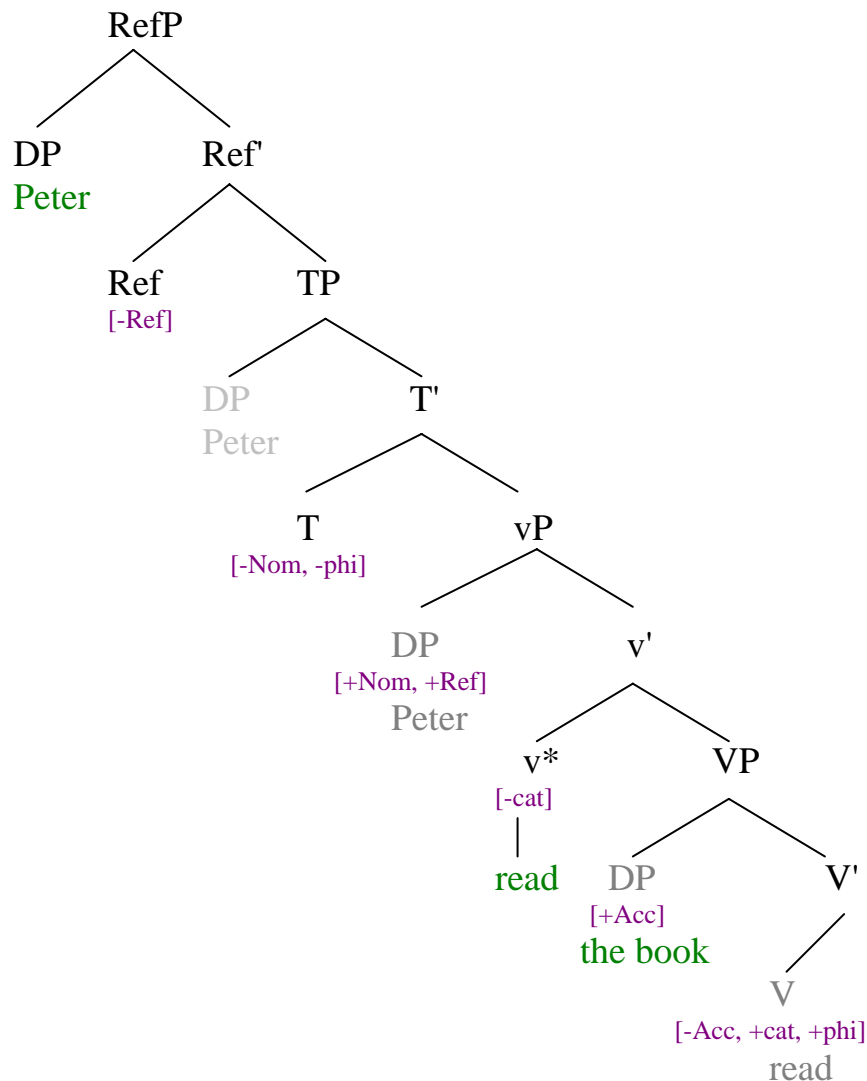 RefP
DP Ref'
Peter
Ref TP
[-Ref]
DP T'
Peter
T vP
[-Nom, -phi]
DP v'
[+Nom, +Ref]
Peter
v* VP
[-cat]
read DP V'
[+Acc]
the book
V
[-Acc, +cat, +phi]
read